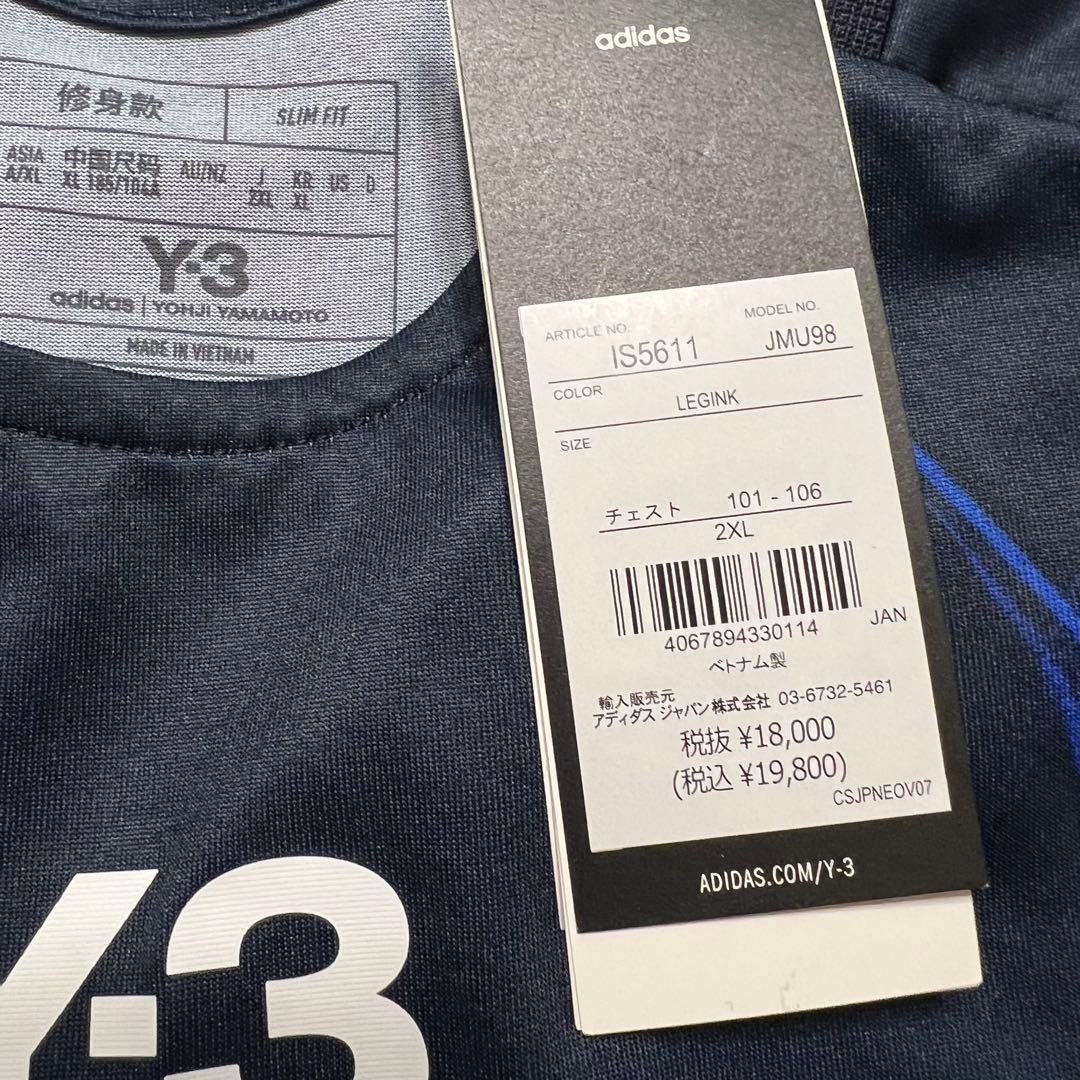 修身款 SLIM FIT
ASIA 中国尺码 AU/NZ J KR US D
A/XL XL 185/104A 2XL XL
Y-3
adidas | YOHJI YAMAMOTO
MADE IN VIETNAM
adidas
ARTICLE NO. MODEL NO.
IS5611 JMU98
COLOR
LEGINK
SIZE
チェスト 101 - 106
2XL
4067894330114 JAN
ベトナム製
輸入販売元
アディダス ジャパン株式会社 03-6732-5461
税抜 ¥18,000
(税込 ¥19,800)
CSJPNEOV07
ADIDAS.COM/Y-3
Y-3